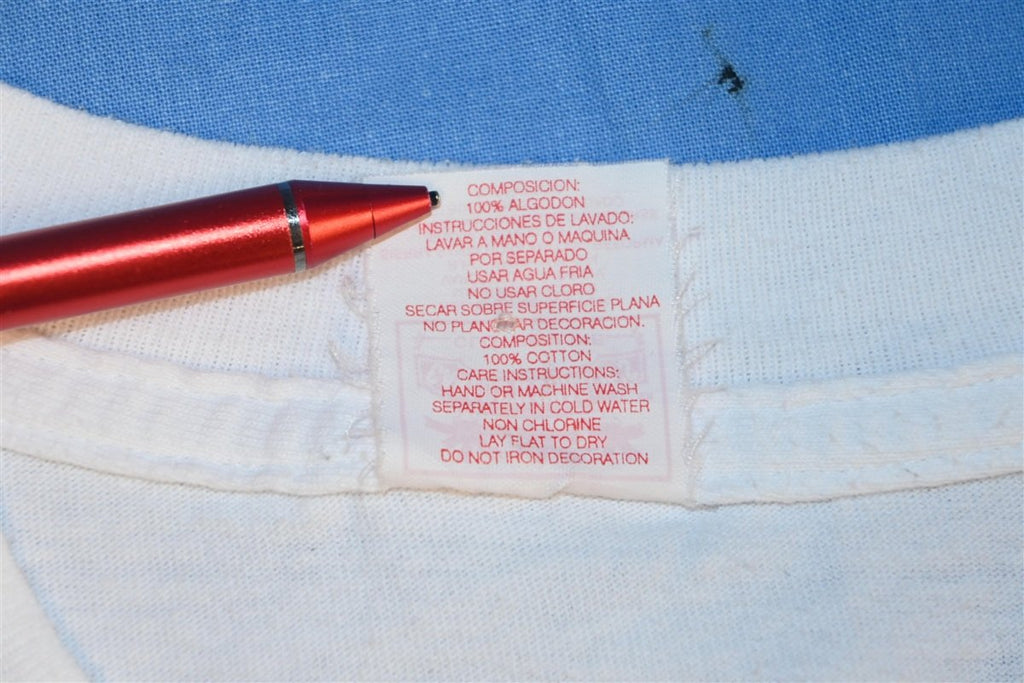 COMPOSICION:
100% ALGODON
INSTRUCCIONES DE LAVADO:
LAVAR A MANO O MAQUINA
POR SEPARADO
USAR AGUA FRIA
NO USAR CLORO
SECAR SOBRE SUPERFICIE PLANA
NO DECORACION.
COMPOSITION:
100% COTTON
CARE INSTRUCTIONS:
HAND OR MACHINE WASH
SEPARATELY IN COLD WATER
NON CHLORINE
LAY FLAT TO DRY
DO NOT IRON DECORATION